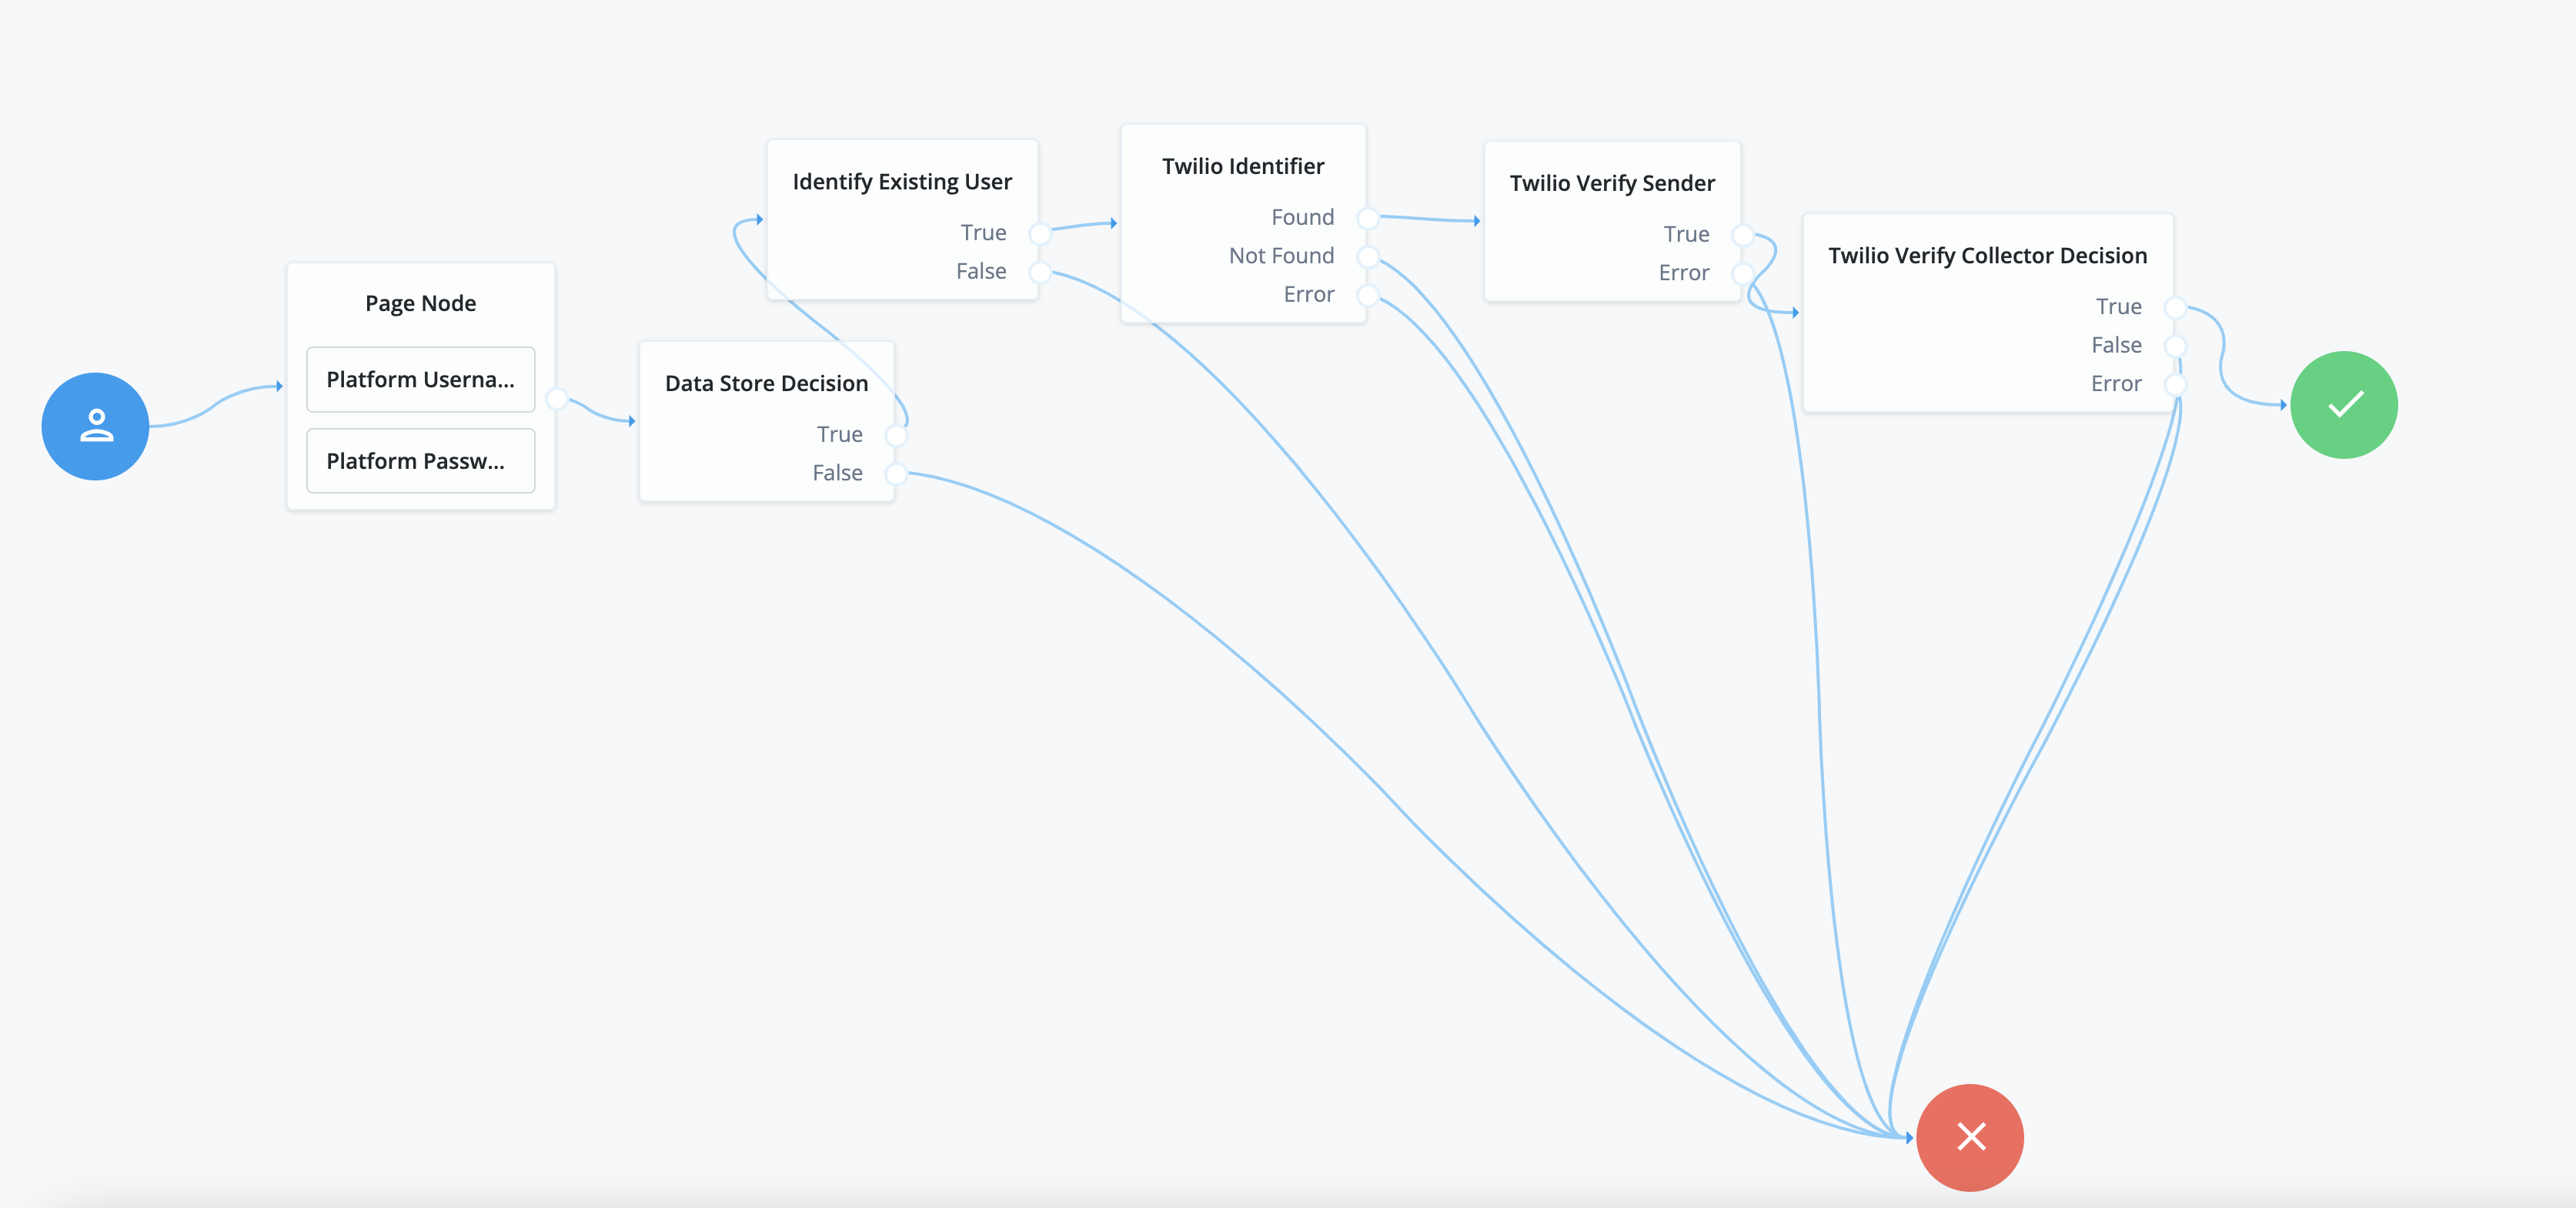 Page Node
Platform Userna...
Platform Passw...
Data Store Decision
True
False
Identify Existing User
True
False
Twilio Identifier
Found
Not Found
Error
Twilio Verify Sender
True
Error
Twilio Verify Collector Decision
True
False
Error